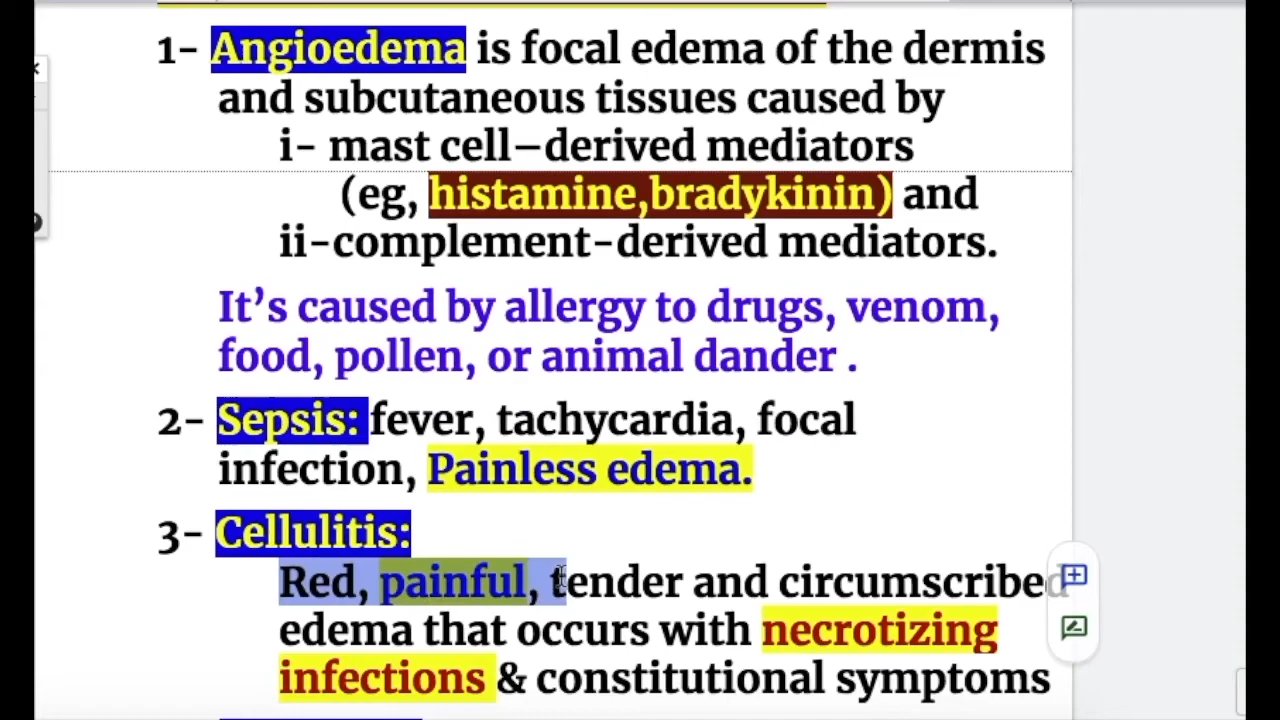 1- Angioedema is focal edema of the dermis
and subcutaneous tissues caused by
i- mast cell–derived mediators
(eg, histamine,bradykinin) and
ii-complement-derived mediators.
It’s caused by allergy to drugs, venom,
food, pollen, or animal dander .
2- Sepsis: fever, tachycardia, focal
infection, Painless edema.
3- Cellulitis:
Red, painful, tender and circumscribed
edema that occurs with necrotizing
infections & constitutional symptoms